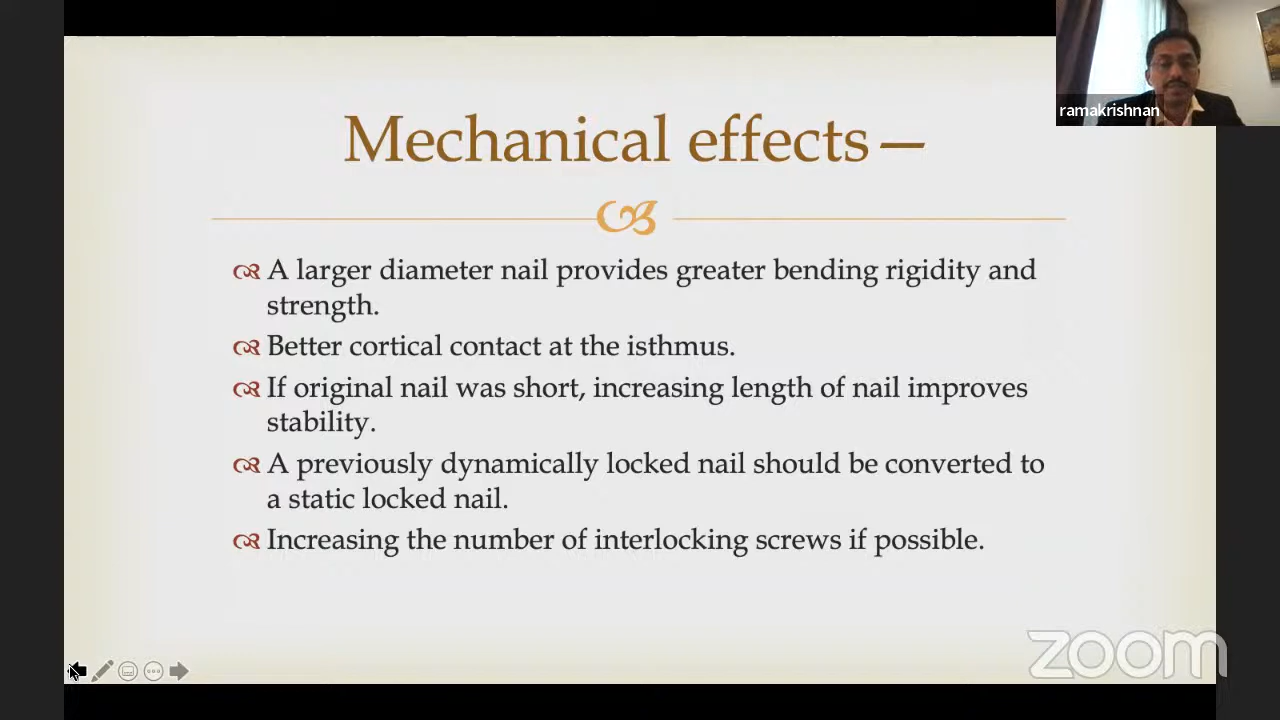 ramakrishnan
Mechanical effects—
A larger diameter nail provides greater bending rigidity and
strength.
Better cortical contact at the isthmus.
If original nail was short, increasing length of nail improves
stability.
A previously dynamically locked nail should be converted to
a static locked nail.
Increasing the number of interlocking screws if possible.
zoom